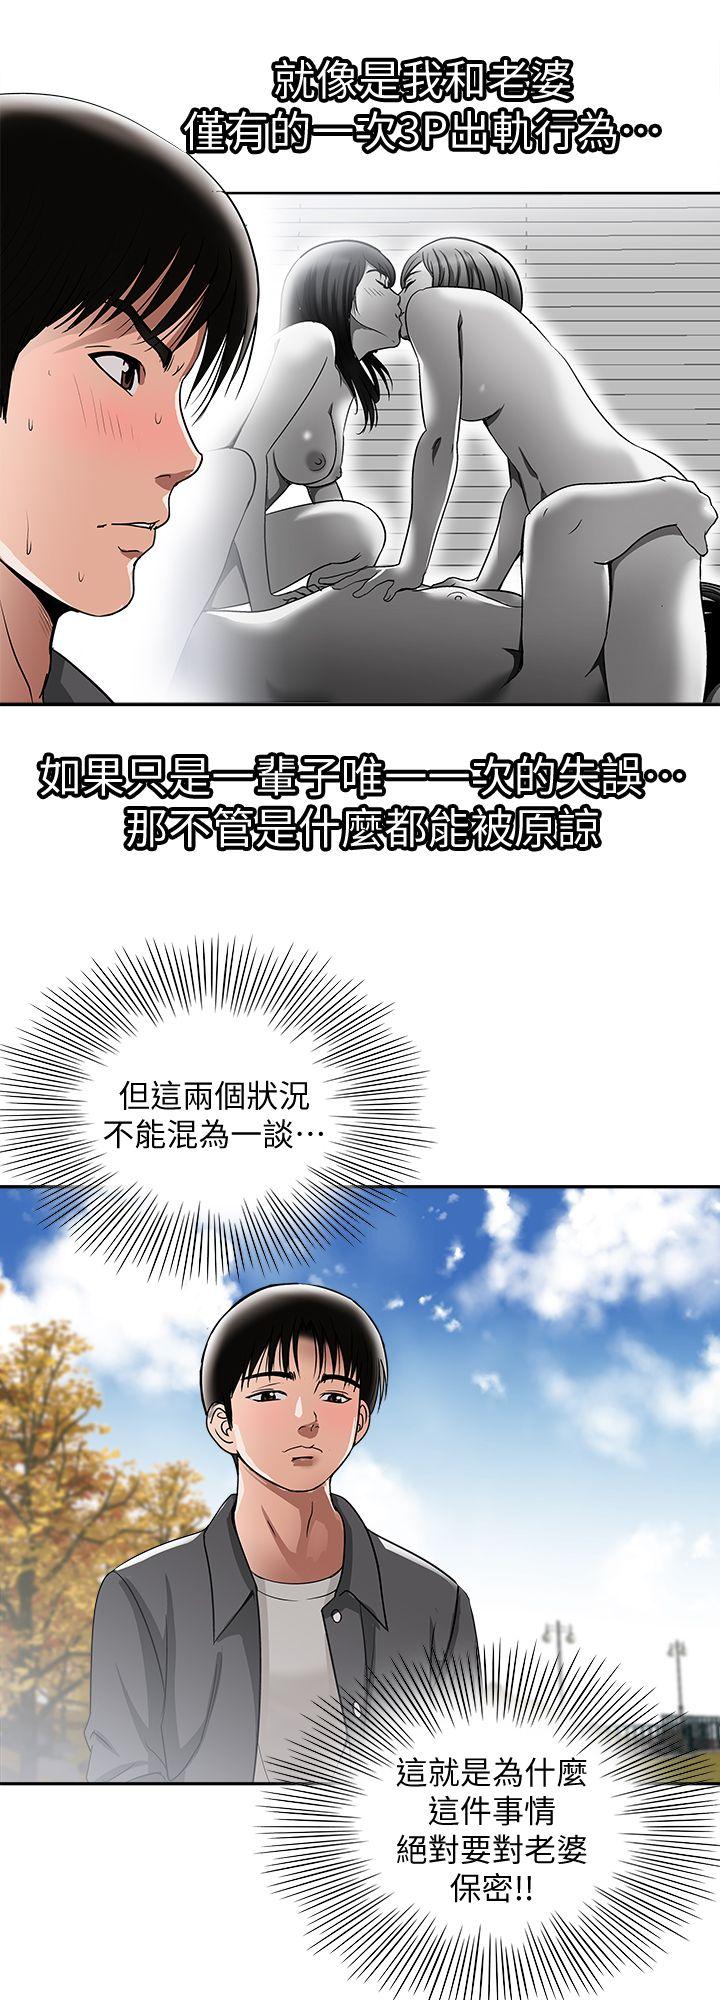 就像是我和老婆
僅有的一次3P出軌行為…
如果只是一輩子唯一一次的失誤…
那不管是什麼都能被原諒
但這兩個狀況
不能混為一談…
這就是為什麼
這件事情
絕對要對老婆
保密!!